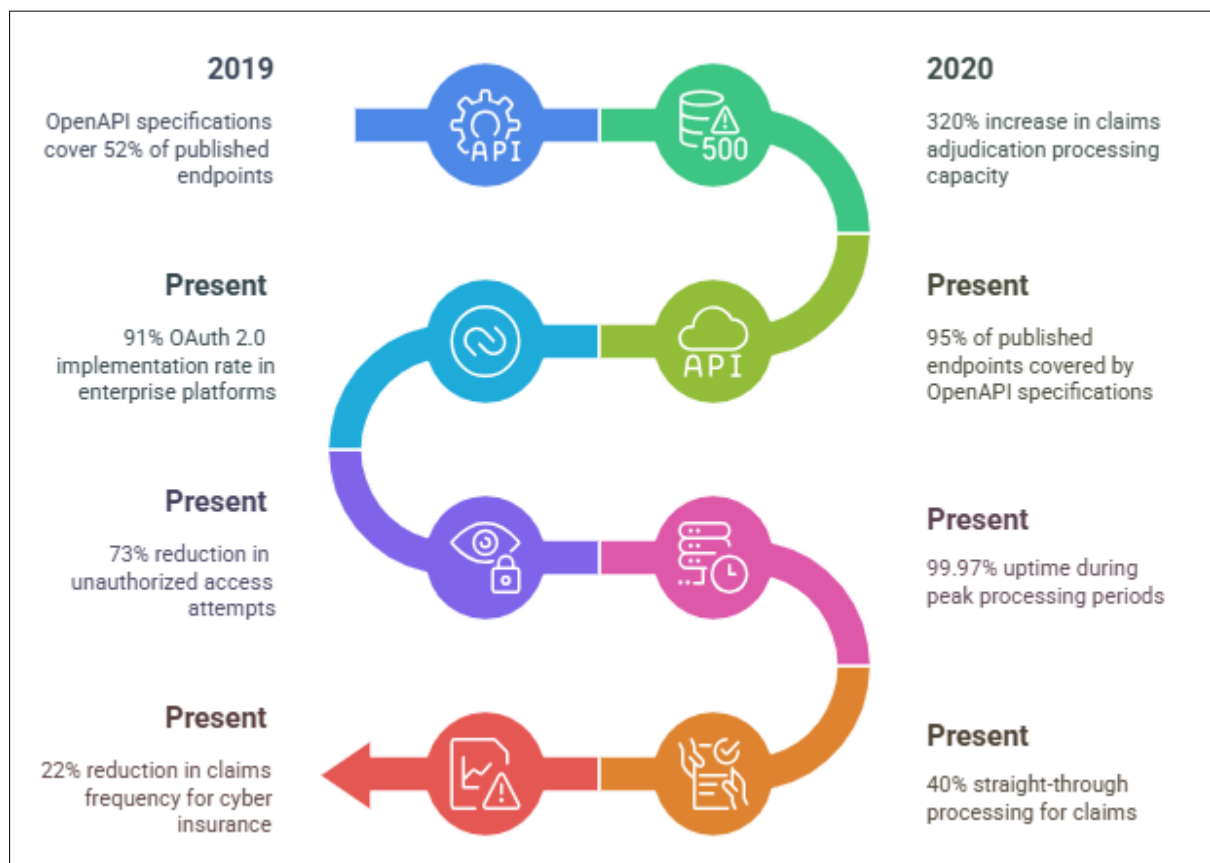 2019
OpenAPI specifications
cover 52% of published
endpoints
API
500
2020
320% increase in claims
adjudication processing
capacity
Present
91% OAuth 2.0
implementation rate in
enterprise platforms
API
Present
95% of published
endpoints covered by
OpenAPI specifications
Present
73% reduction in
unauthorized access
attempts
Present
99.97% uptime during
peak processing periods
Present
22% reduction in claims
frequency for cyber
insurance
Present
40% straight-through
processing for claims